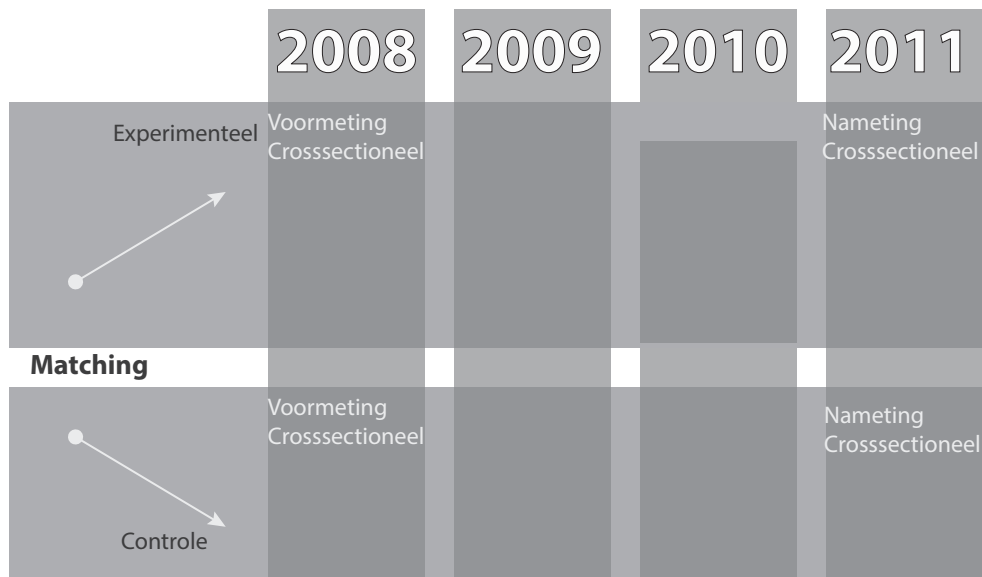 2008 2009 2010 2011
Experimenteel
Voormeting
Crosssectioneel
Nameting
Crosssectioneel
Matching
Voormeting
Crosssectioneel
Nameting
Crosssectioneel
Controle